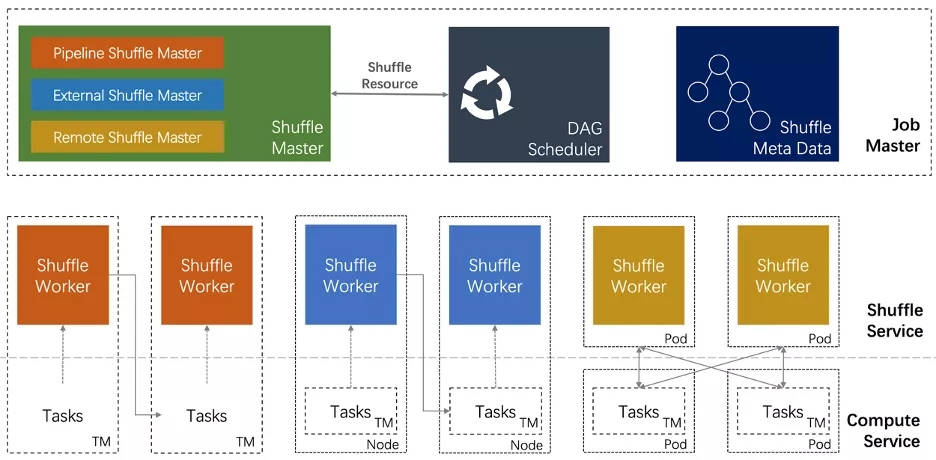 Pipeline Shuffle Master
External Shuffle Master
Remote Shuffle Master
Shuffle
Master
Shuffle
Resource
DAG
Scheduler
Shuffle
Meta Data
Job
Master
Shuffle
Worker
Shuffle
Worker
Shuffle
Worker
Shuffle
Worker
Shuffle
Worker
Shuffle
Worker
Pod
Pod
Shuffle
Service
Tasks
TM
Tasks
TM
Tasks
TM
Node
Tasks
TM
Node
Tasks
TM
Pod
Tasks
TM
Pod
Compute
Service